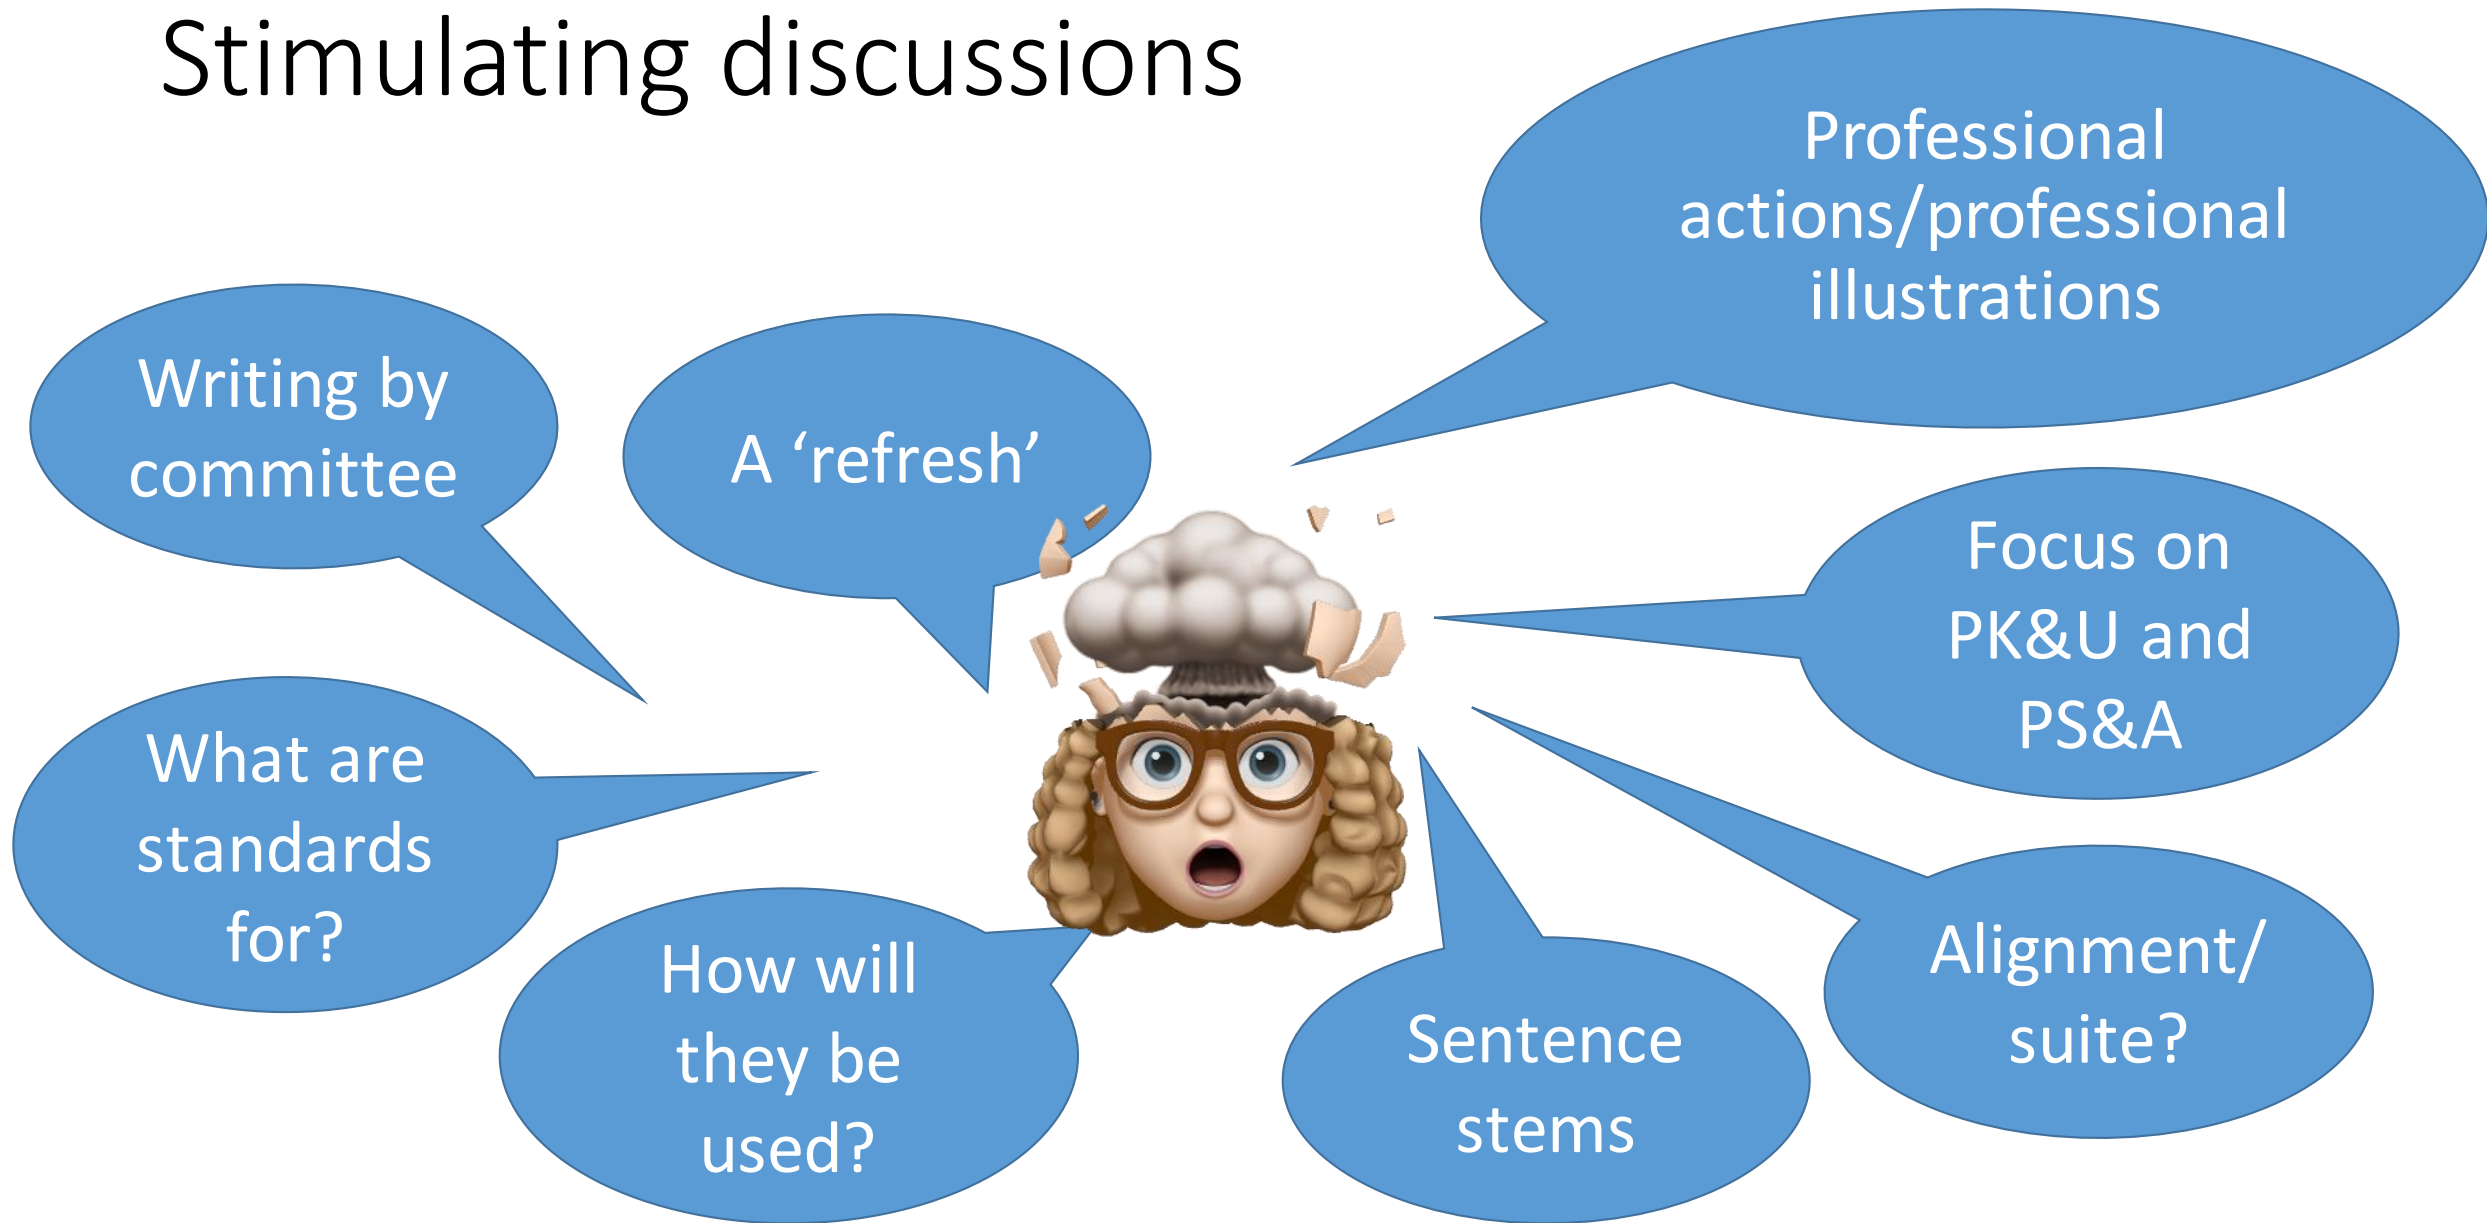 Stimulating discussions
Professional
actions/professional
illustrations
Writing by
committee
A ‘refresh’
Focus on
PK&U and
PS&A
What are
standards
for?
How will
they be
used?
Sentence
stems
Alignment/
suite?